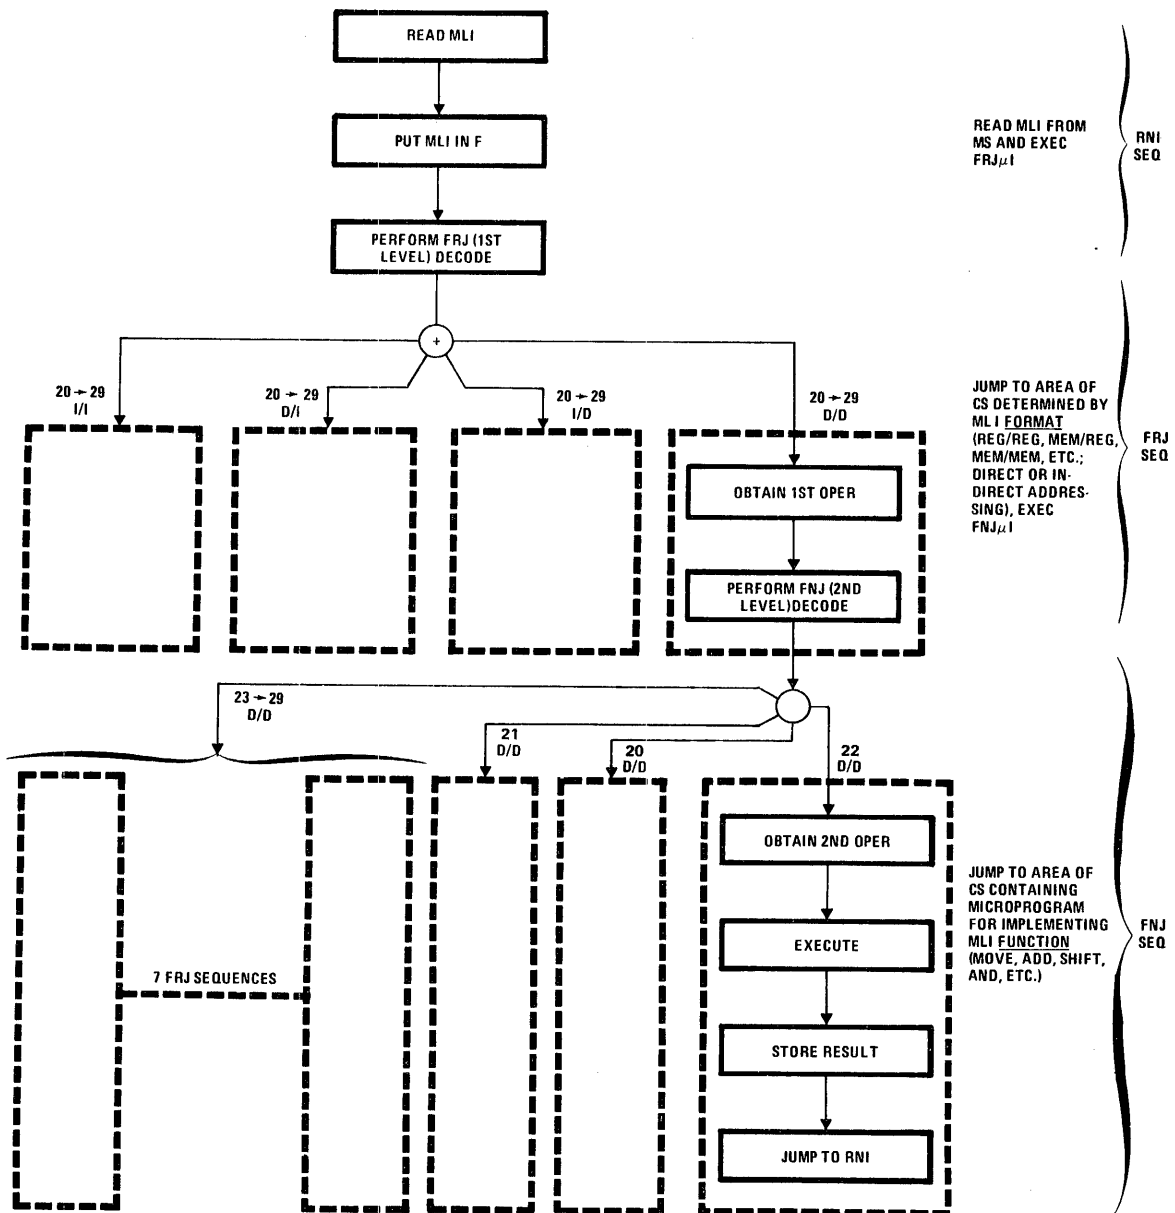 READ MLI
PUT MLI IN F
PERFORM FRJ (1ST
LEVEL) DECODE
READ MLI FROM
MS AND EXEC
FRJµI
RNI
SEQ
+
20 → 29
I/I
20 → 29
D/I
20 → 29
I/D
20 → 29
D/D
OBTAIN 1ST OPER
PERFORM FNJ (2ND
LEVEL)DECODE
JUMP TO AREA OF
CS DETERMINED BY
MLI FORMAT
(REG/REG, MEM/REG,
MEM/MEM, ETC.;
DIRECT OR IN-
DIRECT ADDRES-
SING), EXEC
FNJµI
FRJ
SEQ
23 → 29
D/D
21
D/D
20
D/D
22
D/D
7 FRJ SEQUENCES
OBTAIN 2ND OPER
EXECUTE
STORE RESULT
JUMP TO RNI
JUMP TO AREA OF
CS CONTAINING
MICROPROGRAM
FOR IMPLEMENTING
MLI FUNCTION
(MOVE, ADD, SHIFT,
AND, ETC.)
FNJ
SEQ